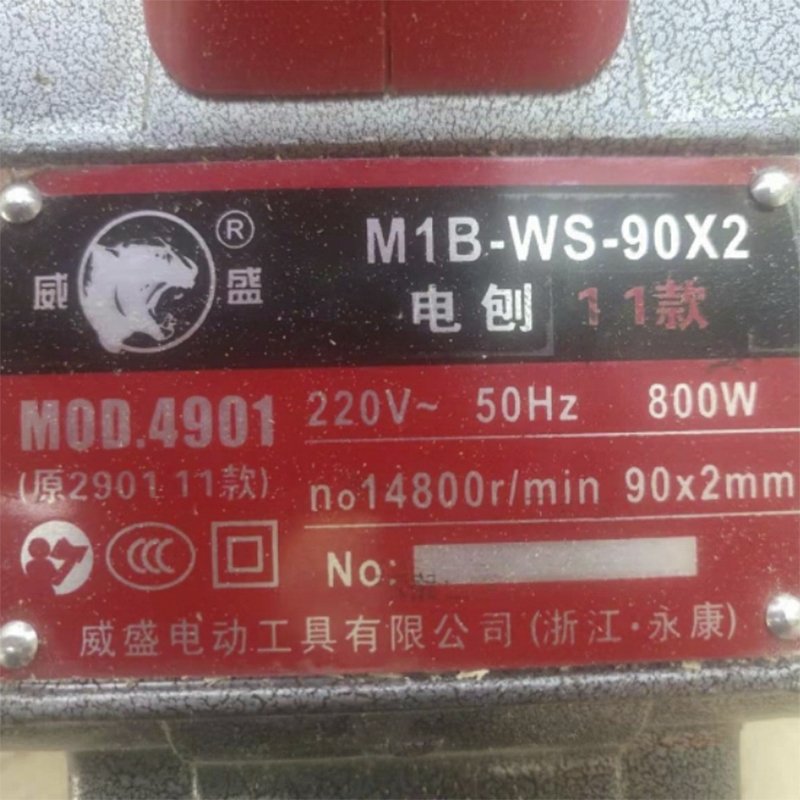 威盛 ®
M1B-WS-90X2
电刨 11款
MOD.4901
220V~ 50Hz 800W
(原2901 11款)
no14800r/min 90x2mm
CCC
No:
威盛电动工具有限公司(浙江·永康)